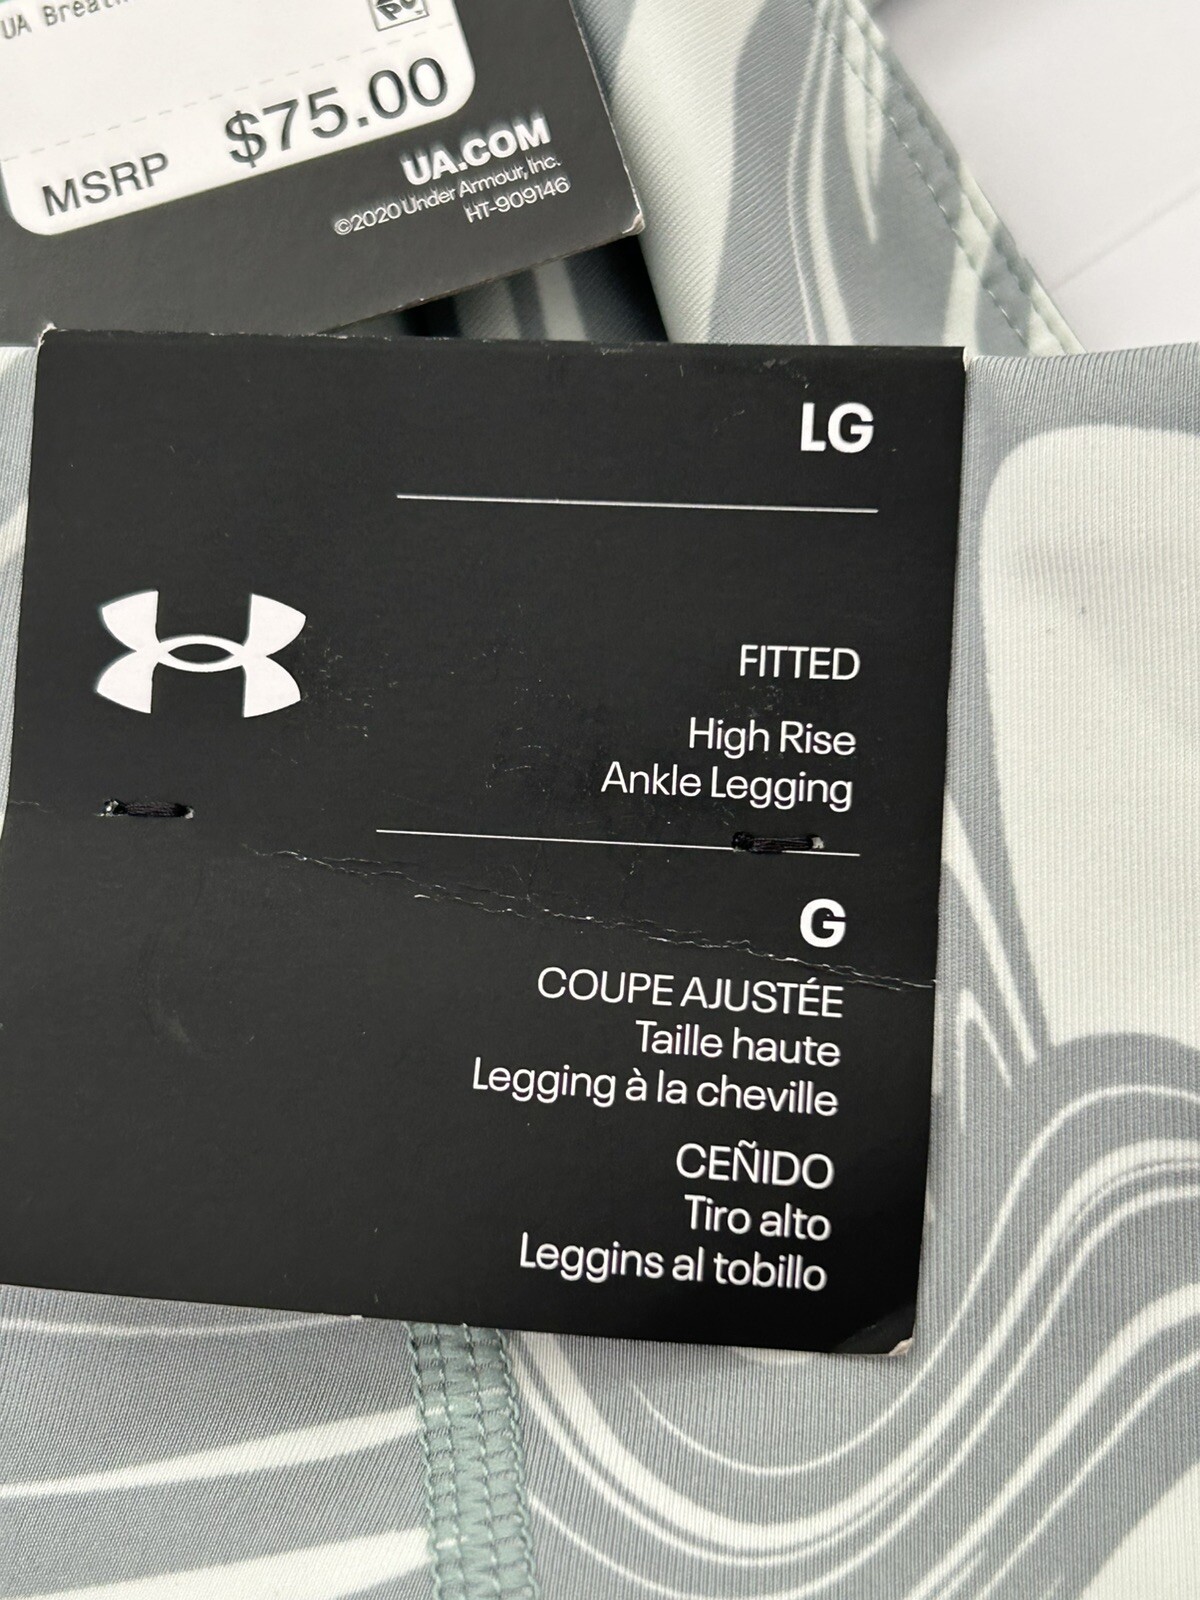 UA
MSRP $75.00
UA.COM
©2020 Under Armour, Inc.
HT-909146
LG
FITTED
High Rise
Ankle Legging
G
COUPE AJUSTÉE
Taille haute
Legging à la cheville
CEÑIDO
Tiro alto
Leggins al tobillo